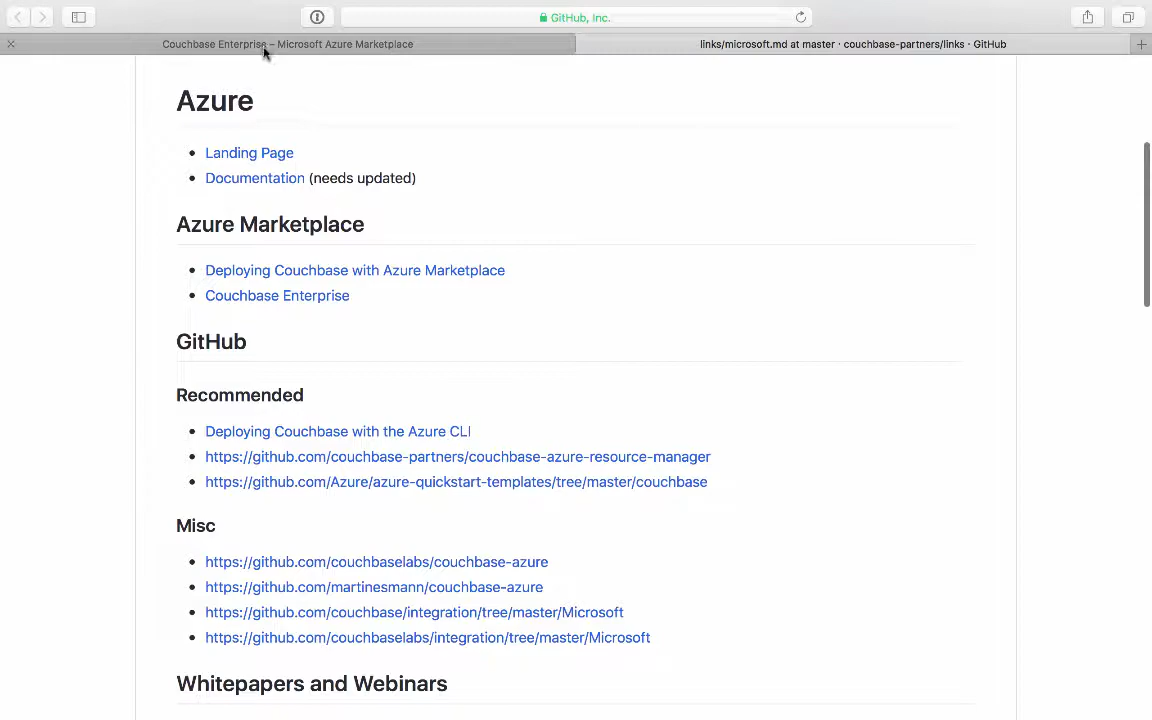 GitHub, Inc.
Couchbase Enterprise – Microsoft Azure Marketplace
links/microsoft.md at master · couchbase-partners/links · GitHub
Azure
Landing Page
Documentation (needs updated)
Azure Marketplace
Deploying Couchbase with Azure Marketplace
Couchbase Enterprise
GitHub
Recommended
Deploying Couchbase with the Azure CLI
https://github.com/couchbase-partners/couchbase-azure-resource-manager
https://github.com/Azure/azure-quickstart-templates/tree/master/couchbase
Misc
https://github.com/couchbaselabs/couchbase-azure
https://github.com/martinesmann/couchbase-azure
https://github.com/couchbase/integration/tree/master/Microsoft
https://github.com/couchbaselabs/integration/tree/master/Microsoft
Whitepapers and Webinars